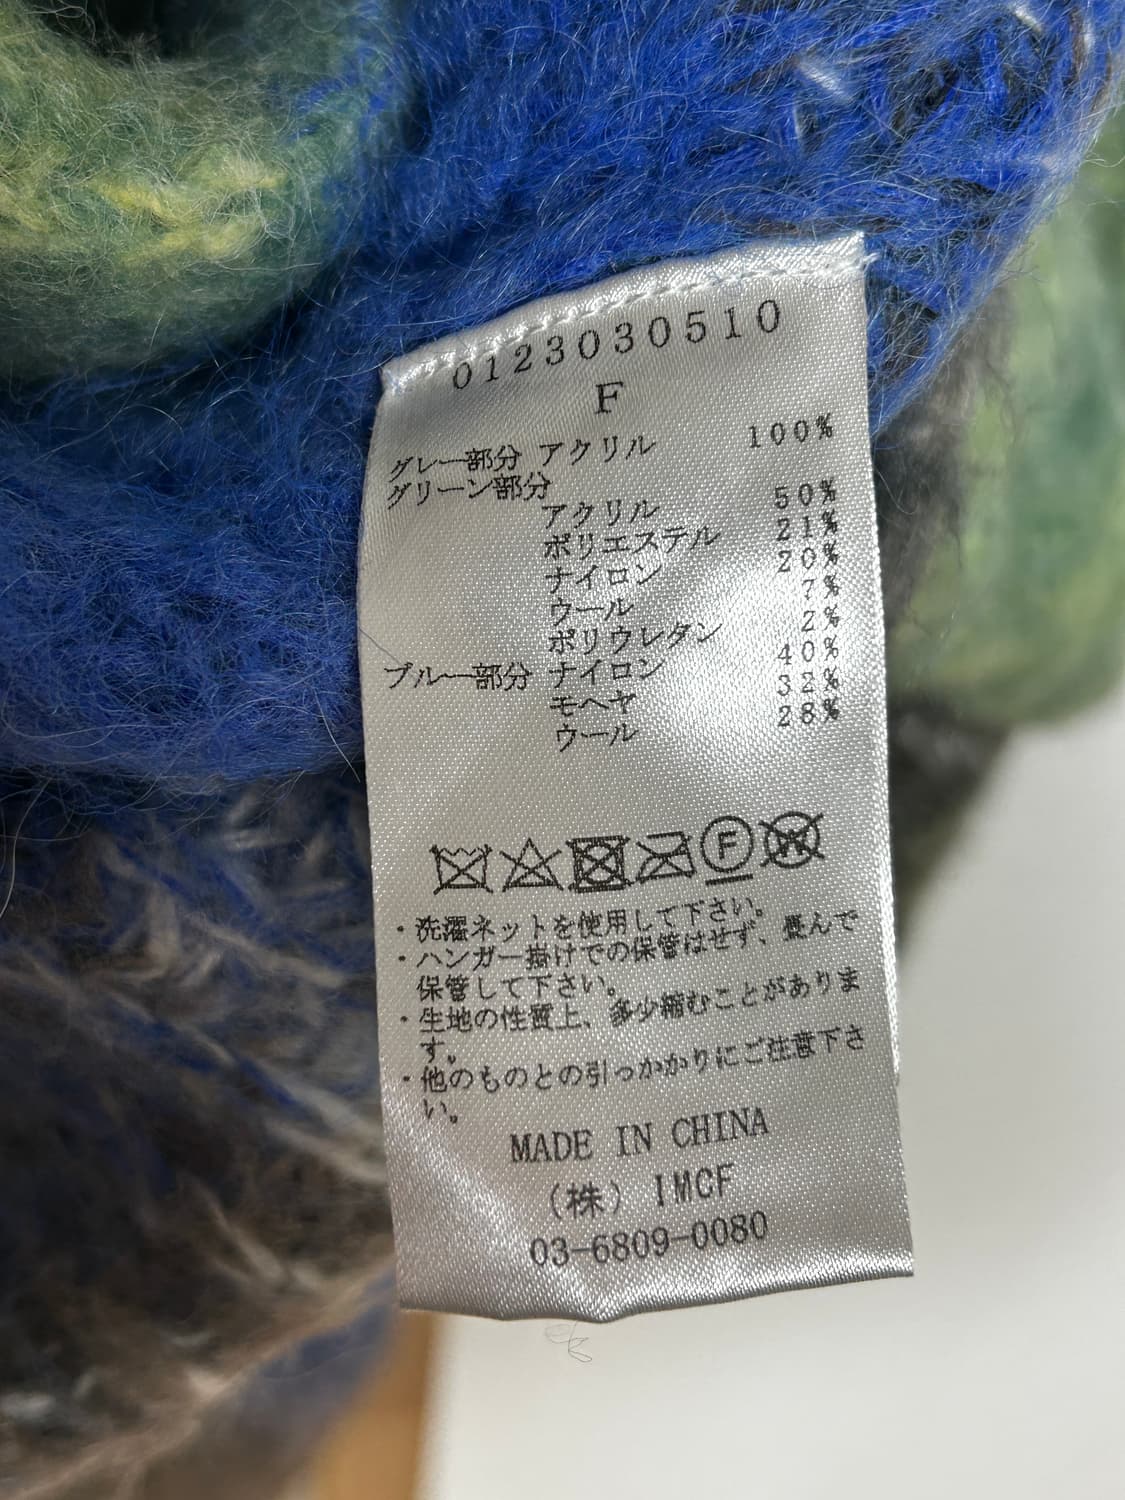 0123030510
F
グレー部分 アクリル 100%
グリーン部分
アクリル 50%
ポリエステル 21%
ナイロン 20%
ウール 7%
ポリウレタン 2%
ブルー部分 ナイロン 40%
モヘヤ 32%
ウール 28%
F W
・洗濯ネットを使用して下さい。
・ハンガー掛けでの保管はせず、畳んで
保管して下さい。
・生地の性質上、多少縮むことがありま
す。
・他のものとの引っかかりにご注意下さ
い。
MADE IN CHINA
(株) IMCF
03-6809-0080